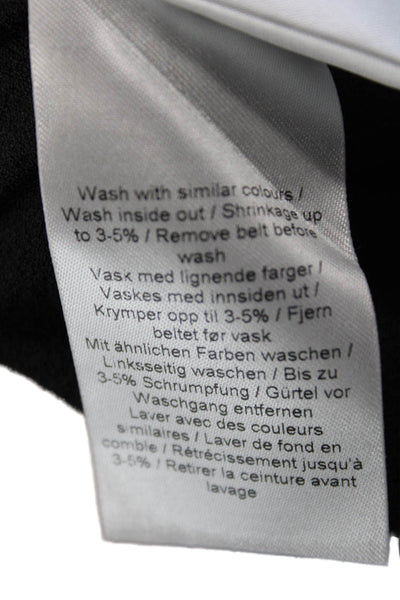 Wash with similar colours /
Wash inside out / Shrinkage up
to 3-5% / Remove belt before
wash
Vask med lignende farger /
Vaskes med innsiden ut /
Krymper opp til 3-5% / Fjern
beltet før vask
Mit ähnlichen Farben waschen /
Linksseitig waschen / Bis zu
3-5% Schrumpfung / Gürtel vor
Waschgang entfernen
Laver avec des couleurs
similaires / Laver de fond en
comble / Rétrécissement jusqu'à
3-5% / Retirer la ceinture avant
lavage